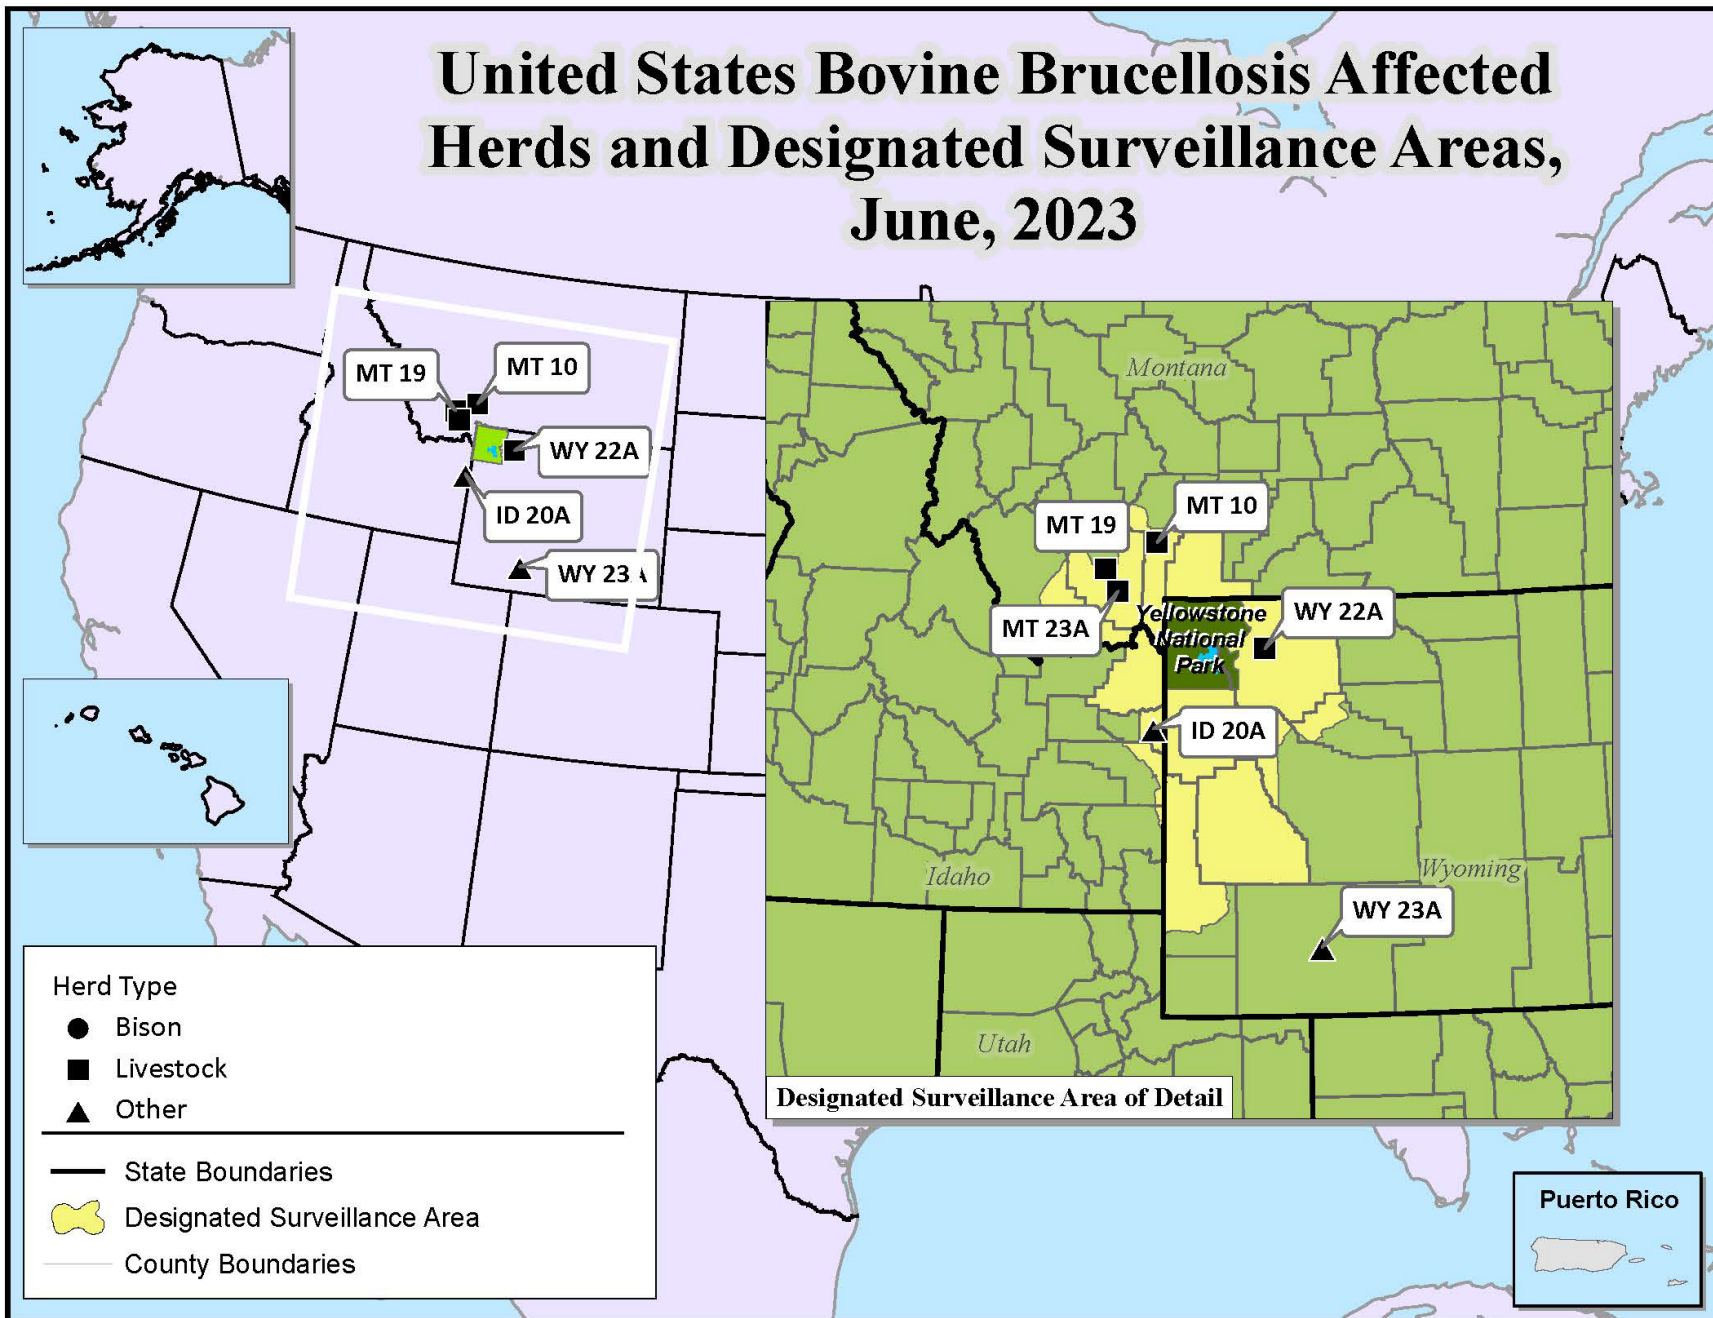 United States Bovine Brucellosis Affected
Herds and Designated Surveillance Areas,
June, 2023
MT 19
MT 10
WY 22A
ID 20A
WY 23A
Montana
MT 19
MT 10
MT 23A
Yellowstone
National
Park
WY 22A
ID 20A
Idaho
Wyoming
WY 23A
Utah
Designated Surveillance Area of Detail
Herd Type
Bison
Livestock
Other
State Boundaries
Designated Surveillance Area
County Boundaries
Puerto Rico